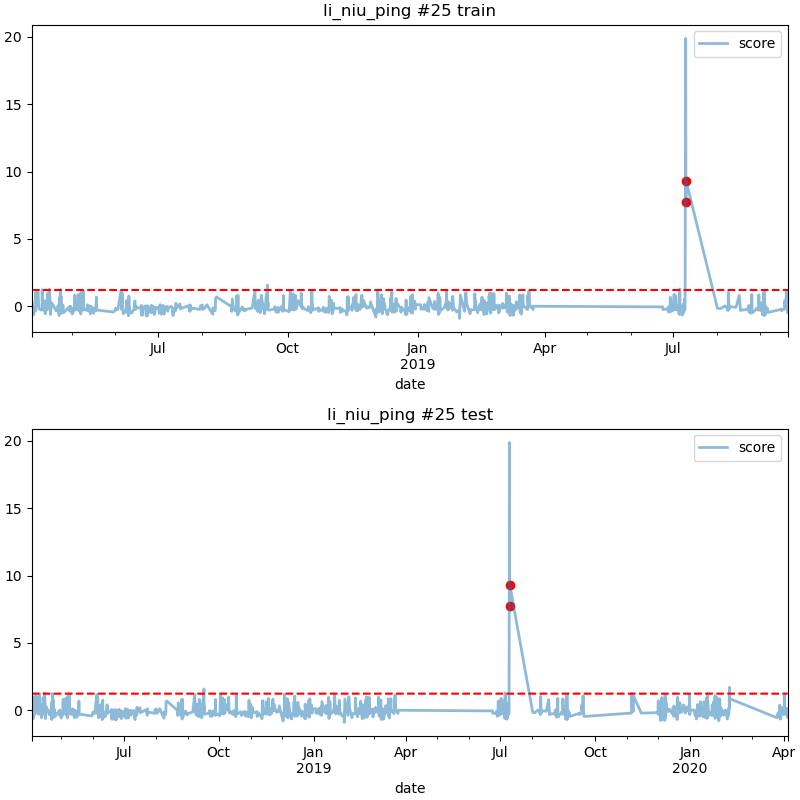 li_niu_ping #25 train
score
20
15
10
5
0
Jul Oct Jan Apr Jul
2019
date
li_niu_ping #25 test
score
20
15
10
5
0
Jul Oct Jan Apr Jul Oct Jan Apr
2019 2020
date